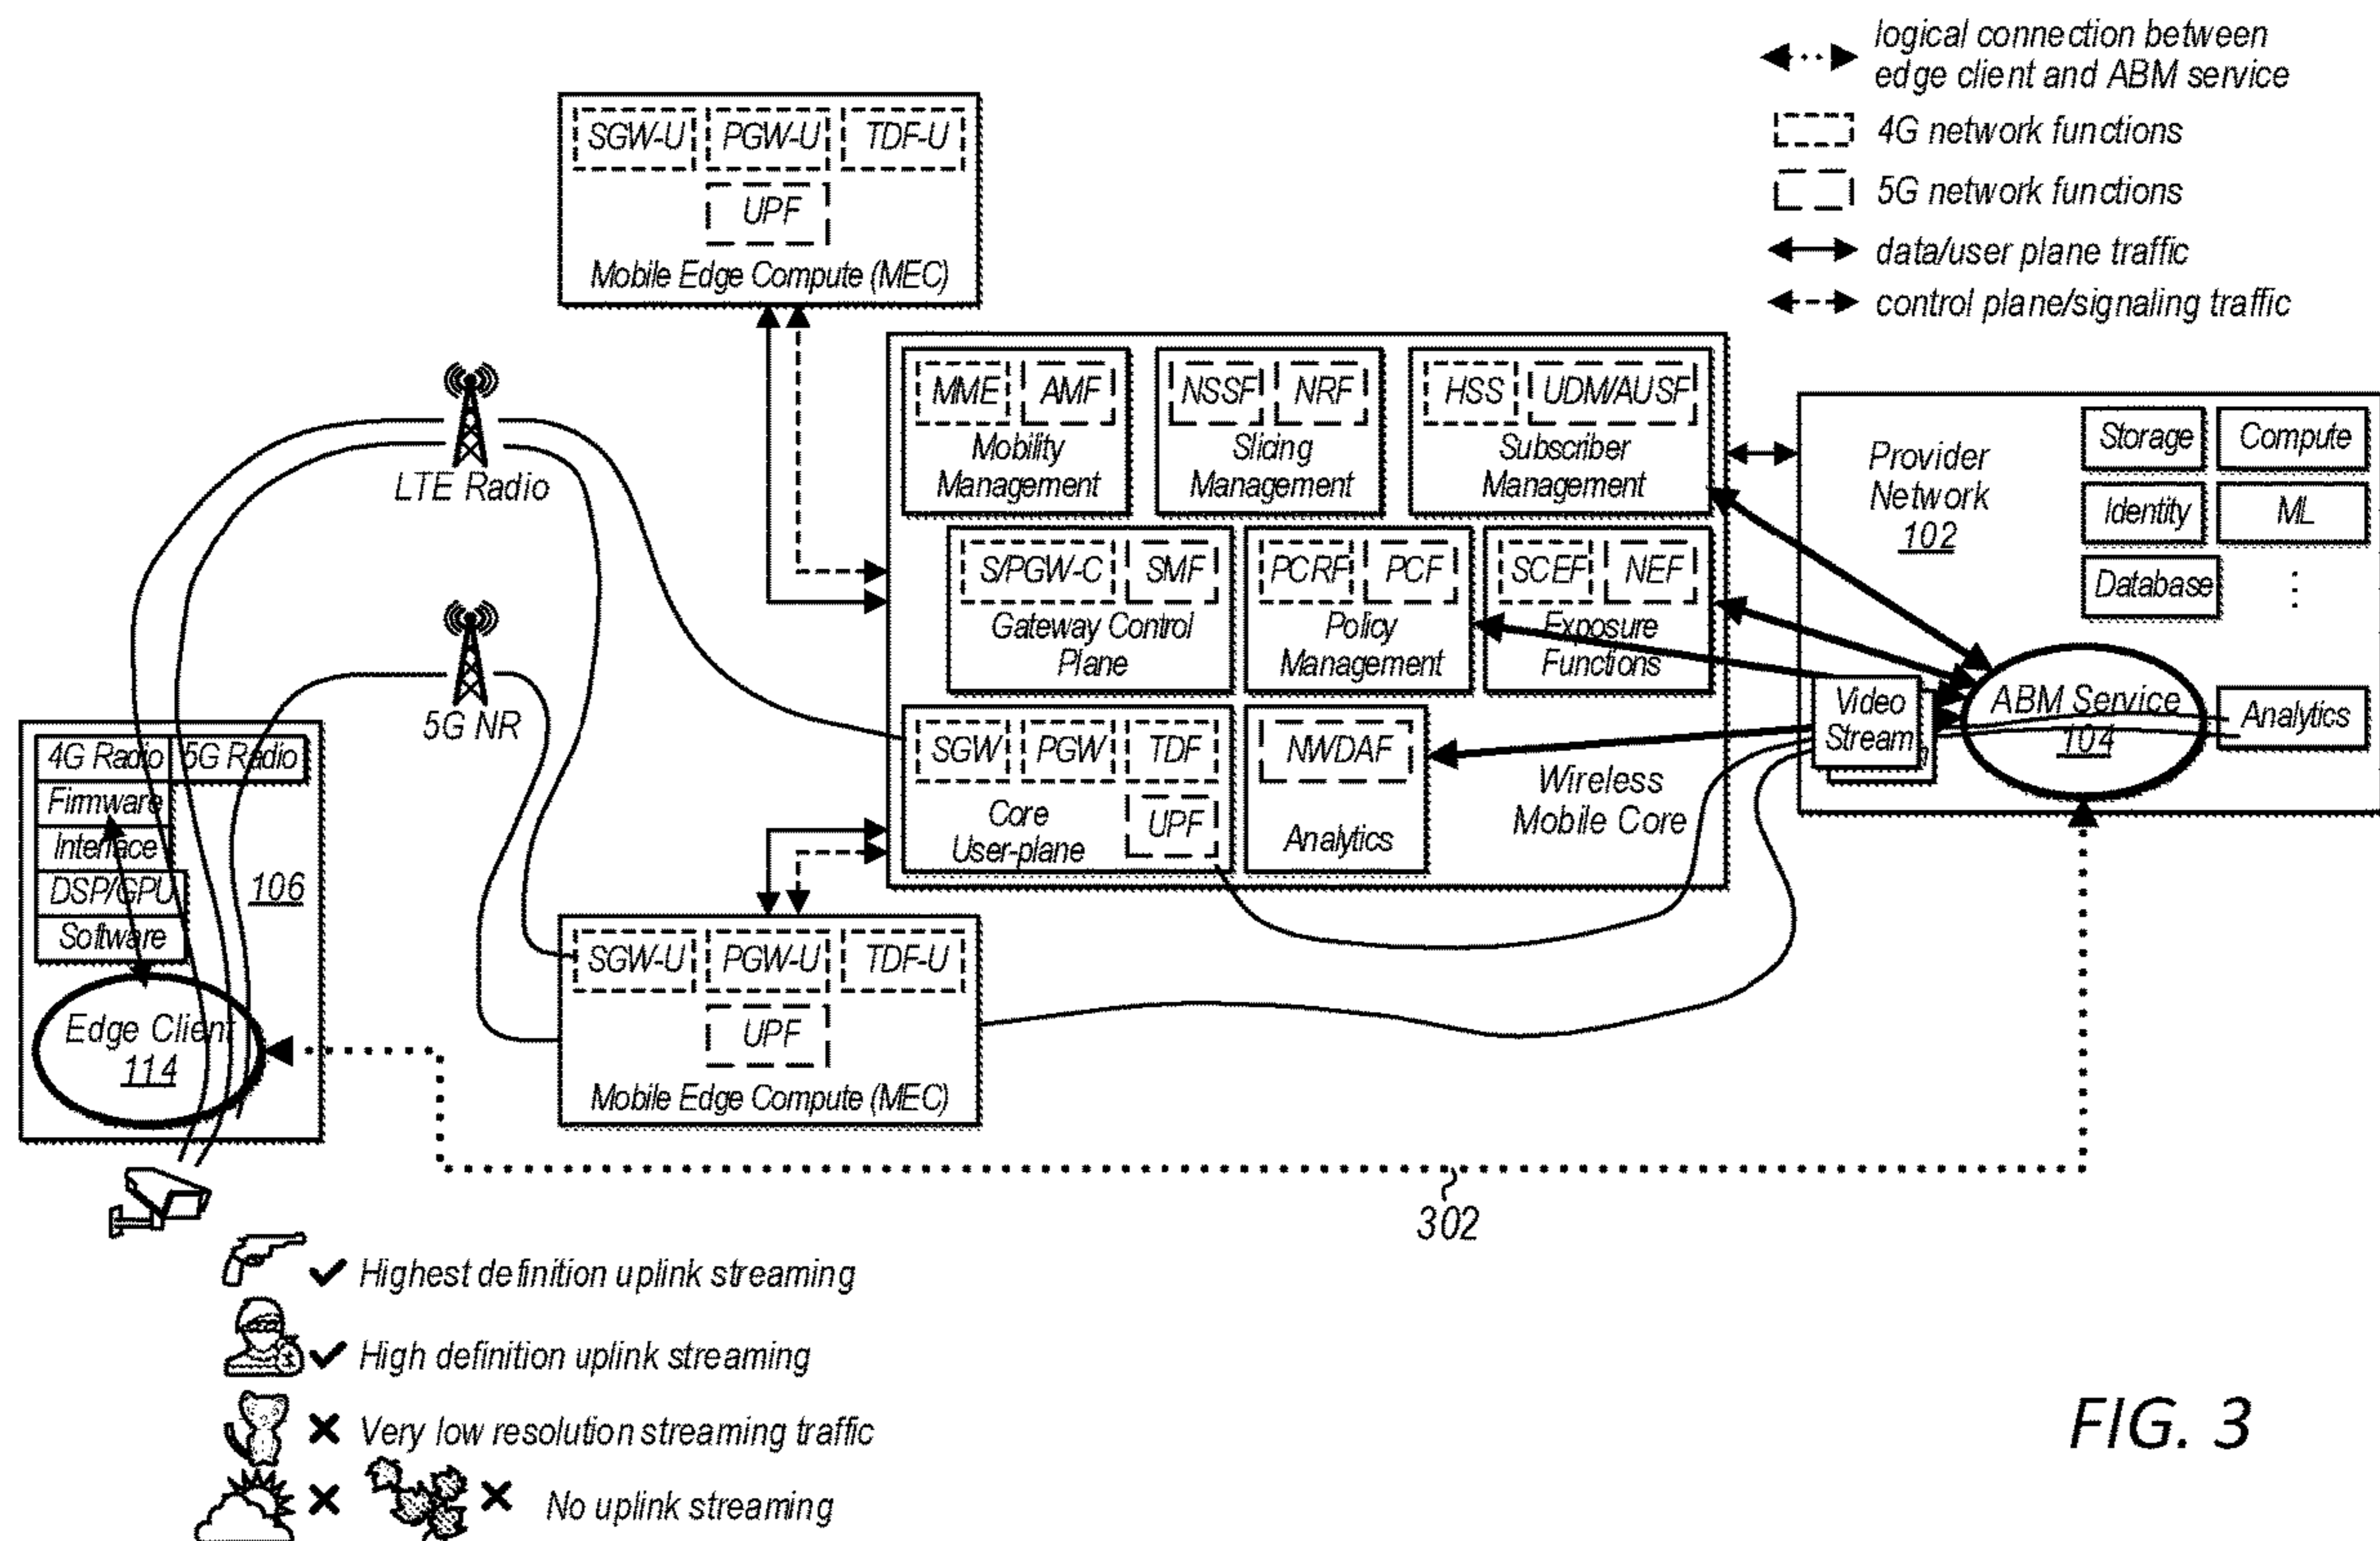 logical connection between
edge client and ABM service
4G network functions
5G network functions
data/user plane traffic
control plane/signaling traffic
SGW-U PGW-U TDF-U
UPF
Mobile Edge Compute (MEC)
LTE Radio
5G NR
MME AMF
Mobility
Management
NSSF NRF
Slicing
Management
HSS UDM/AUSF
Subscriber
Management
S/PGW-C SMF
Gateway Control
Plane
PCRF PCF
Policy
Management
SCEF NEF
Exposure
Functions
SGW PGW TDF
Core
User-plane
UPF
NWDAF
Analytics
Wireless
Mobile Core
Provider
Network
102
Storage Compute
Identity ML
Database
⋮
Video
Stream
ABM Service
104
Analytics
4G Radio 5G Radio
Firmware
Interface
DSP/GPU
Software
106
Edge Client
114
SGW-U PGW-U TDF-U
UPF
Mobile Edge Compute (MEC)
302
Highest definition uplink streaming
High definition uplink streaming
Very low resolution streaming traffic
No uplink streaming
FIG. 3